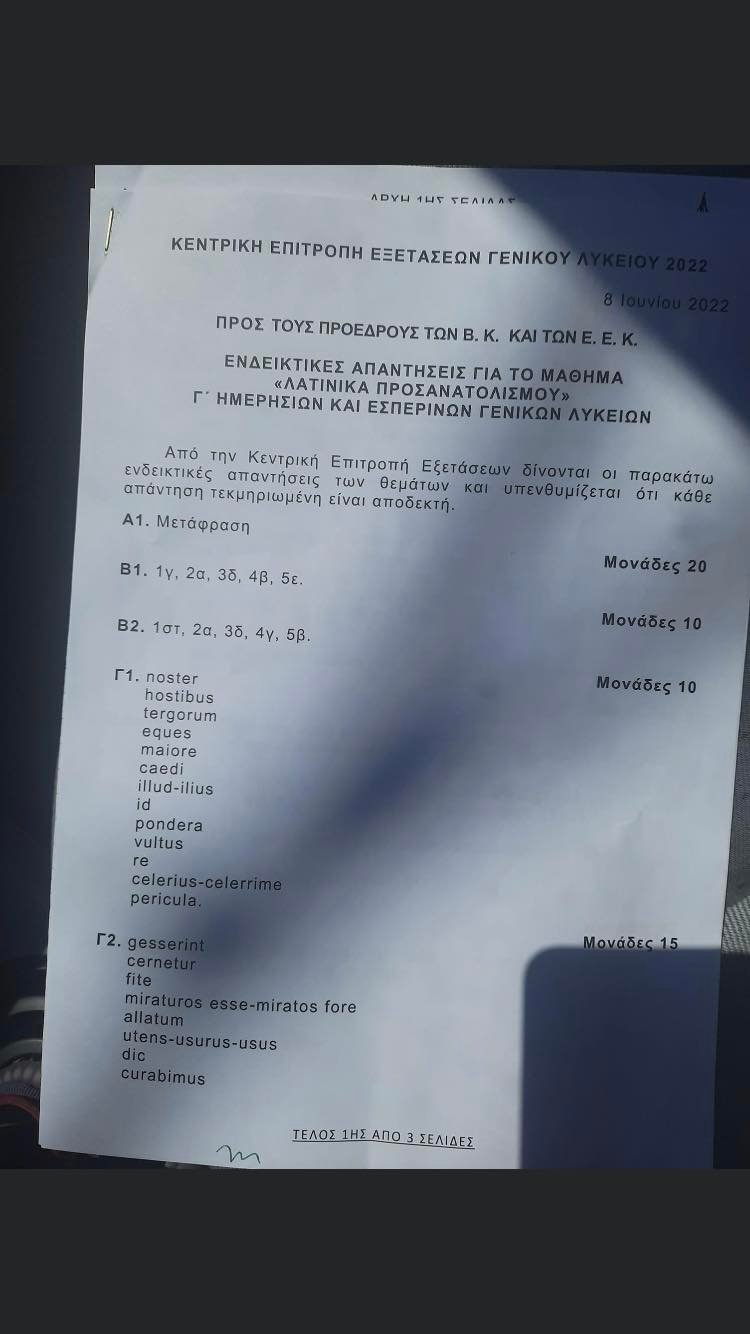 ΑΡΧΗ 1ΗΣ ΣΕΛΙΔΑΣ
ΚΕΝΤΡΙΚΗ ΕΠΙΤΡΟΠΗ ΕΞΕΤΑΣΕΩΝ ΓΕΝΙΚΟΥ ΛΥΚΕΙΟΥ 2022
8 Ιουνίου 2022
ΠΡΟΣ ΤΟΥΣ ΠΡΟΕΔΡΟΥΣ ΤΩΝ Β. Κ. ΚΑΙ ΤΩΝ Ε. Ε. Κ.
ΕΝΔΕΙΚΤΙΚΕΣ ΑΠΑΝΤΗΣΕΙΣ ΓΙΑ ΤΟ ΜΑΘΗΜΑ
«ΛΑΤΙΝΙΚΑ ΠΡΟΣΑΝΑΤΟΛΙΣΜΟΥ»
Γ΄ ΗΜΕΡΗΣΙΩΝ ΚΑΙ ΕΣΠΕΡΙΝΩΝ ΓΕΝΙΚΩΝ ΛΥΚΕΙΩΝ
Από την Κεντρική Επιτροπή Εξετάσεων δίνονται οι παρακάτω
ενδεικτικές απαντήσεις των θεμάτων και υπενθυμίζεται ότι κάθε
απάντηση τεκμηριωμένη είναι αποδεκτή.
Α1. Μετάφραση
Μονάδες 20
Β1. 1γ, 2α, 3δ, 4β, 5ε.
Μονάδες 10
Β2. 1στ, 2α, 3δ, 4γ, 5β.
Μονάδες 10
Γ1. noster
hostibus
tergorum
eques
maiore
caedi
illud-ilius
id
pondera
vultus
re
celerius-celerrime
pericula.
Μονάδες 15
Γ2. gesserint
cernetur
fite
miraturos esse-miratos fore
allatum
utens-usurus-usus
dic
curabimus
ΤΕΛΟΣ 1ΗΣ ΑΠΟ 3 ΣΕΛΙΔΕΣ